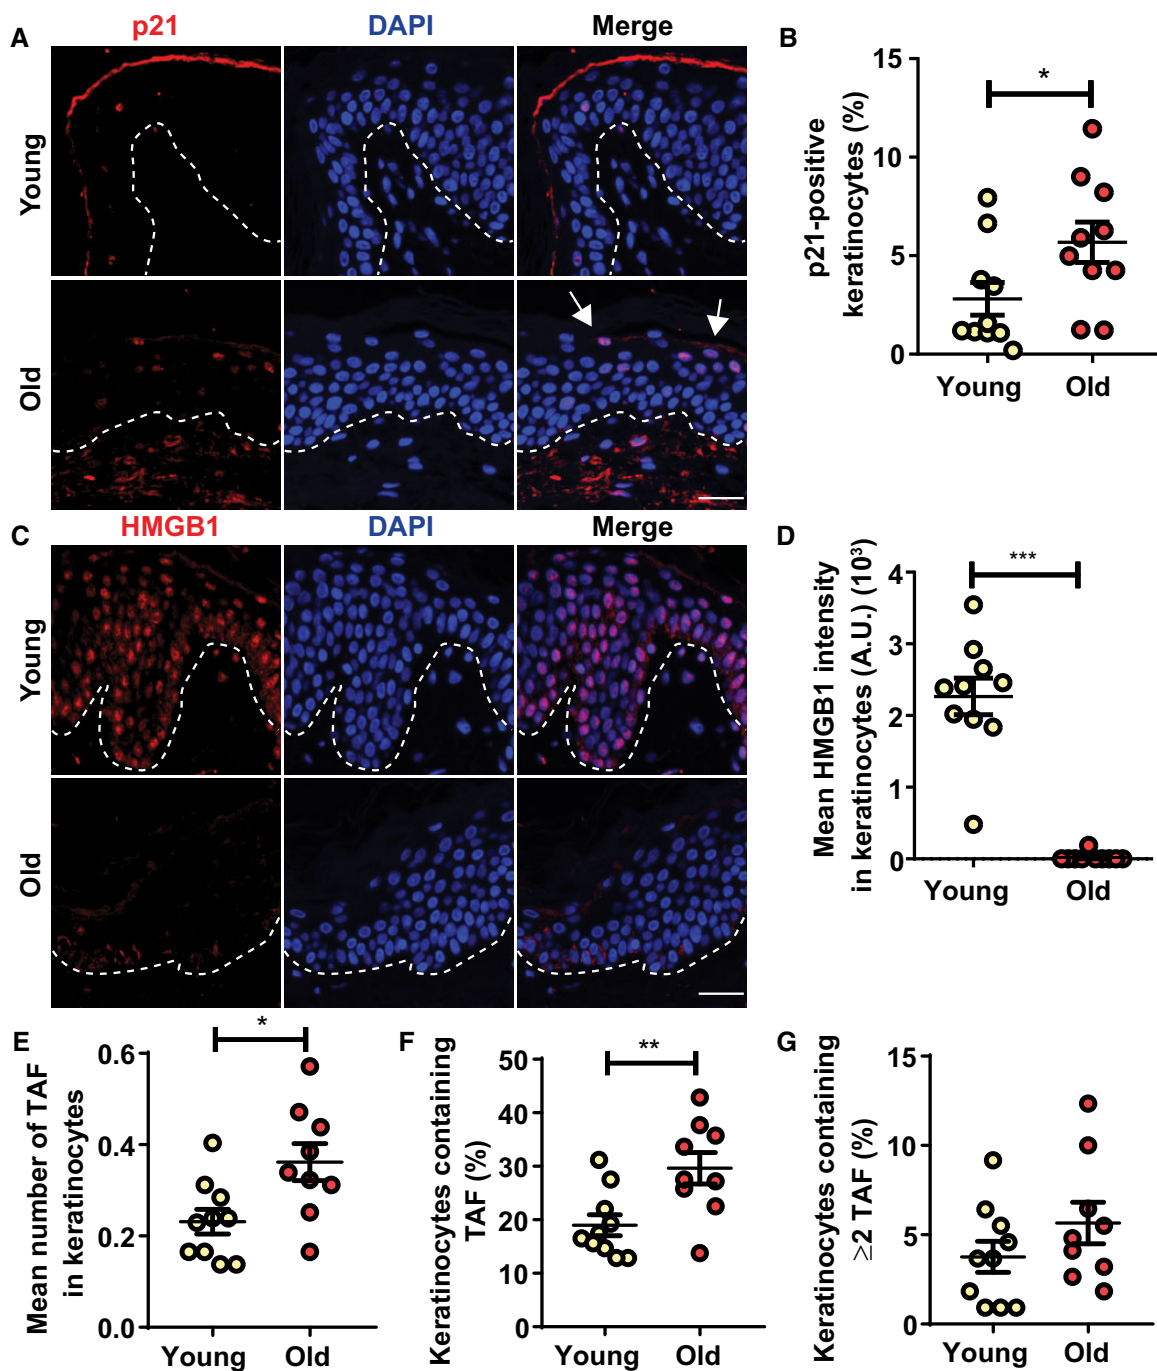 A
p21
DAPI
Merge
Young
Old
B
p21-positive
keratinocytes (%)
15
10
5
0
*
Young
Old
C
HMGB1
DAPI
Merge
Young
Old
D
Mean HMGB1 intensity
in keratinocytes (A.U.) (10³)
4
3
2
1
0
***
Young
Old
E
Mean number of TAF
in keratinocytes
0.6
0.4
0.2
0.0
*
Young
Old
F
Keratinocytes containing
TAF (%)
50
40
30
20
10
0
**
Young
Old
G
Keratinocytes containing
≥2 TAF (%)
15
10
5
0
Young
Old